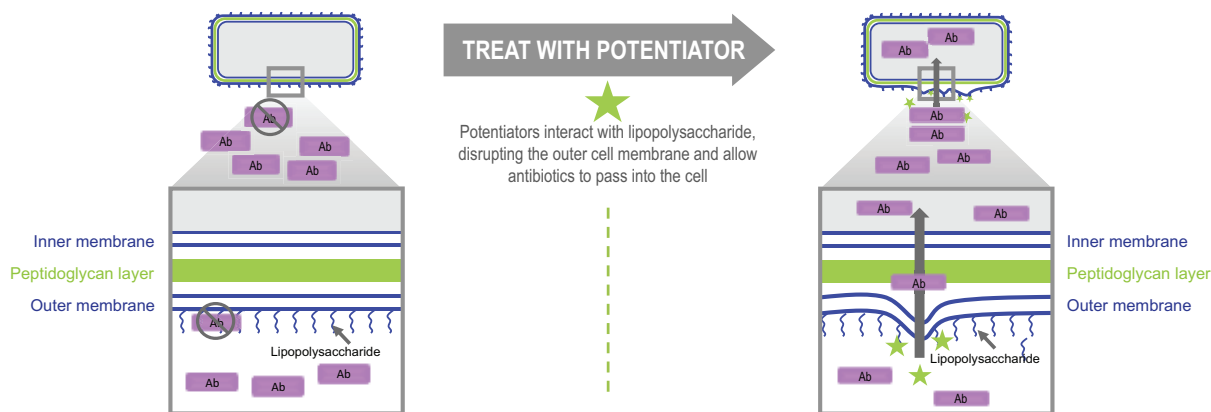 TREAT WITH POTENTIATOR
Potentiators interact with lipopolysaccharide,
disrupting the outer cell membrane and allow
antibiotics to pass into the cell
Ab
Ab
Ab
Ab
Ab
Ab
Inner membrane
Peptidoglycan layer
Outer membrane
Ab
Lipopolysaccharide
Ab
Ab
Ab
Ab
Ab
Ab
Ab
Ab
Ab
Ab
Ab
Inner membrane
Peptidoglycan layer
Ab
Outer membrane
Lipopolysaccharide
Ab
Ab